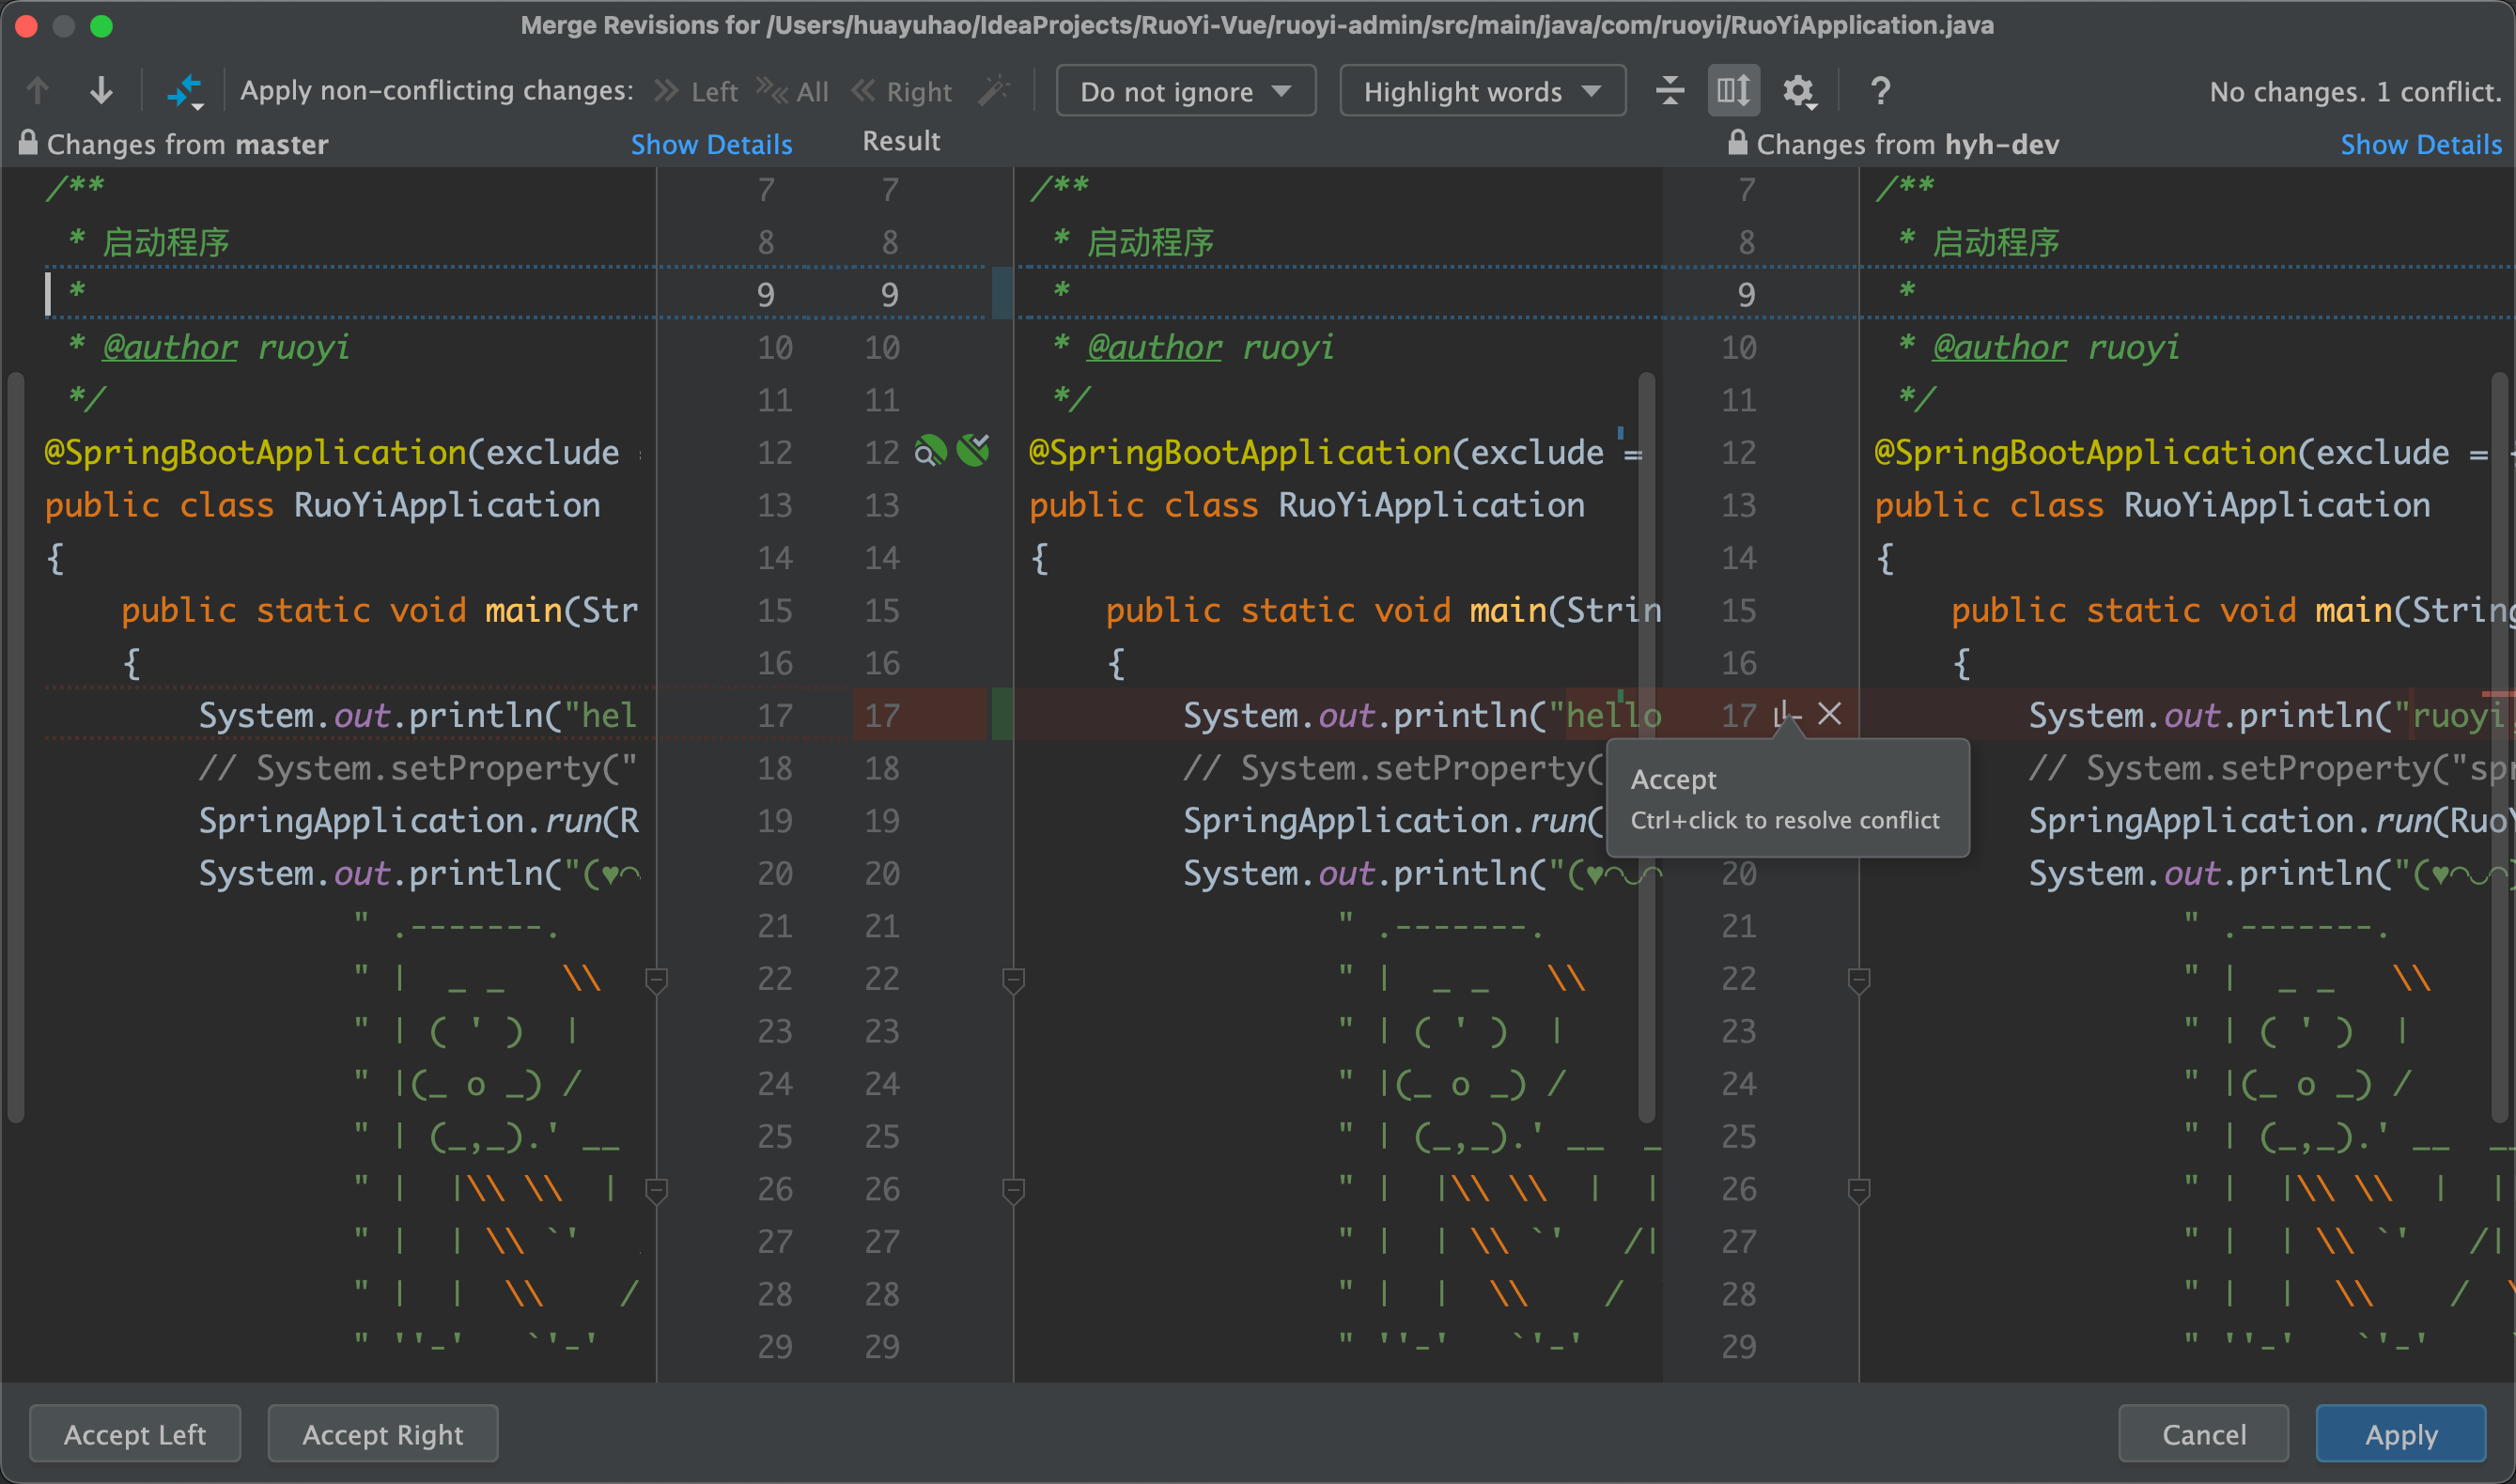 Merge Revisions for /Users/huayuhao/IdeaProjects/RuoYi-Vue/ruoyi-admin/src/main/java/com/ruoyi/RuoYiApplication.java
Apply non-conflicting changes: Left All Right Do not ignore Highlight words ? No changes. 1 conflict.
Changes from master Show Details Result Changes from hyh-dev Show Details
/** 7 7 /** 7 /**
* 启动程序 8 8 * 启动程序 8 * 启动程序
* 9 9 * 9 *
* @author ruoyi 10 10 * @author ruoyi 10 * @author ruoyi
*/ 11 11 */ 11 */
@SpringBootApplication(exclude 12 12 @SpringBootApplication(exclude = 12 @SpringBootApplication(exclude =
public class RuoYiApplication 13 13 public class RuoYiApplication 13 public class RuoYiApplication
{ 14 14 { 14 {
public static void main(Str 15 15 public static void main(Strin 15 public static void main(String
{ 16 16 { 16 {
System.out.println("hel 17 17 System.out.println("hello 17 System.out.println("ruoyi
// System.setProperty(" 18 18 // System.setProperty( // System.setProperty("spr
SpringApplication.run(R 19 19 SpringApplication.run( SpringApplication.run(RuoY
Accept
Ctrl+click to resolve conflict
System.out.println("(♥◠ 20 20 System.out.println("(♥◠‿◠ 20 System.out.println("(♥◠‿◠
" .-------. 21 21 " .-------. 21 " .-------.
" |  _ _   \\ 22 22 " |  _ _   \\ 22 " |  _ _   \\
" | ( ' )  | 23 23 " | ( ' )  | 23 " | ( ' )  |
" |(_ o _) / 24 24 " |(_ o _) / 24 " |(_ o _) /
" | (_,_).' __ 25 25 " | (_,_).' __  _ 25 " | (_,_).' __  _
" |  |\\ \\  | 26 26 " |  |\\ \\  |  | 26 " |  |\\ \\  |  |
" |  | \\ `' 27 27 " |  | \\ `'   /| 27 " |  | \\ `'   /|
" |  |  \\    / 28 28 " |  |  \\    / 28 " |  |  \\    /
" ''-'   `'-' 29 29 " ''-'   `'-' 29 " ''-'   `'-'
Accept Left Accept Right Cancel Apply